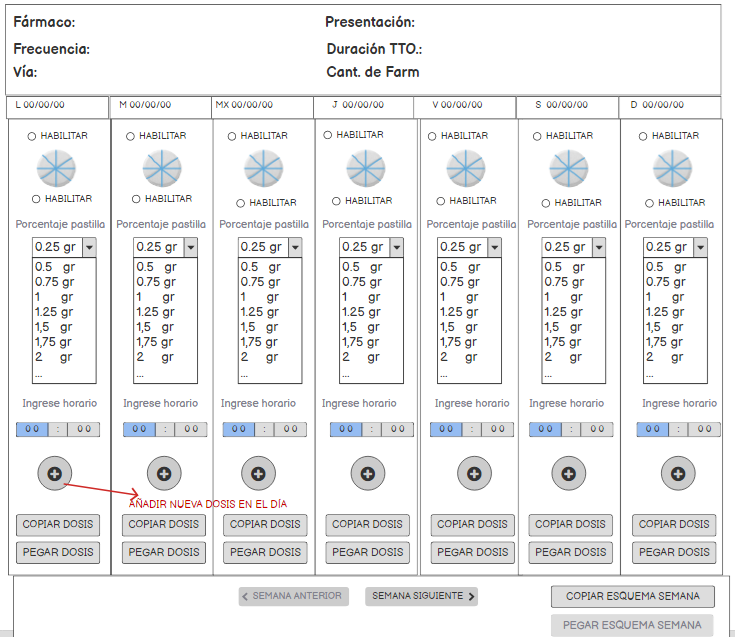 Fármaco: Presentación:
Frecuencia: Duración TTO.:
Vía: Cant. de Farm
L 00/00/00 M 00/00/00 MX 00/00/00 J 00/00/00 V 00/00/00 S 00/00/00 D 00/00/00
HABILITAR HABILITAR HABILITAR HABILITAR HABILITAR HABILITAR HABILITAR
HABILITAR HABILITAR HABILITAR HABILITAR HABILITAR HABILITAR HABILITAR
Porcentaje pastilla Porcentaje pastilla Porcentaje pastilla Porcentaje pastilla Porcentaje pastilla Porcentaje pastilla Porcentaje pastilla
0.25 gr 0.25 gr 0.25 gr 0.25 gr 0.25 gr 0.25 gr 0.25 gr
0.5 gr 0.5 gr 0.5 gr 0.5 gr 0.5 gr 0.5 gr 0.5 gr
0.75 gr 0.75 gr 0.75 gr 0.75 gr 0.75 gr 0.75 gr 0.75 gr
1 gr 1 gr 1 gr 1 gr 1 gr 1 gr 1 gr
1.25 gr 1.25 gr 1.25 gr 1.25 gr 1.25 gr 1.25 gr 1.25 gr
1,5 gr 1,5 gr 1,5 gr 1,5 gr 1,5 gr 1,5 gr 1,5 gr
1,75 gr 1,75 gr 1,75 gr 1,75 gr 1,75 gr 1,75 gr 1,75 gr
2 gr 2 gr 2 gr 2 gr 2 gr 2 gr 2 gr
... ... ... ... ... ... ...
Ingrese horario Ingrese horario Ingrese horario Ingrese horario Ingrese horario Ingrese horario Ingrese horario
00 : 00 00 : 00 00 : 00 00 : 00 00 : 00 00 : 00 00 : 00
AÑADIR NUEVA DOSIS EN EL DÍA
COPIAR DOSIS COPIAR DOSIS COPIAR DOSIS COPIAR DOSIS COPIAR DOSIS COPIAR DOSIS COPIAR DOSIS
PEGAR DOSIS PEGAR DOSIS PEGAR DOSIS PEGAR DOSIS PEGAR DOSIS PEGAR DOSIS PEGAR DOSIS
SEMANA ANTERIOR SEMANA SIGUIENTE COPIAR ESQUEMA SEMANA
PEGAR ESQUEMA SEMANA